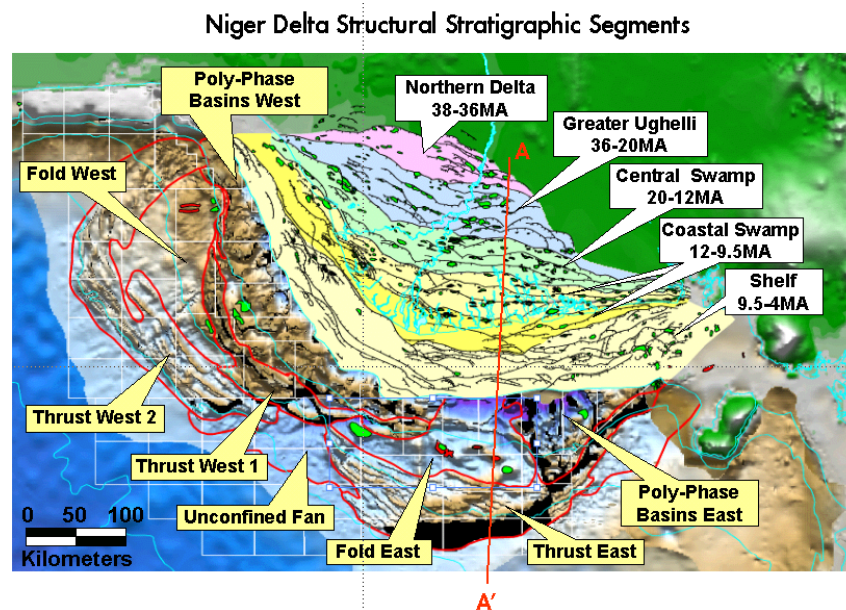 Niger Delta Structural Stratigraphic Segments
Poly-Phase
Basins West
Northern Delta
38-36MA
Greater Ughelli
36-20MA
A
Fold West
Central Swamp
20-12MA
Coastal Swamp
12-9.5MA
Shelf
9.5-4MA
Thrust West 2
Thrust West 1
Unconfined Fan
Poly-Phase
Basins East
Fold East
Thrust East
0 50 100
Kilometers
A'